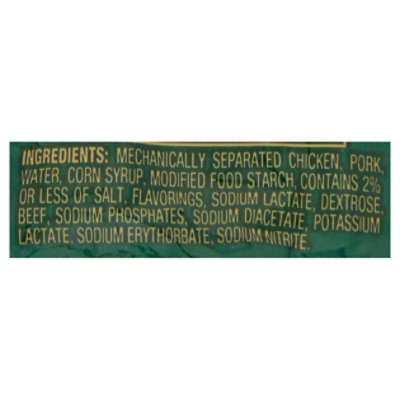 INGREDIENTS: MECHANICALLY SEPARATED CHICKEN, PORK,
WATER, CORN SYRUP, MODIFIED FOOD STARCH, CONTAINS 2%
OR LESS OF SALT, FLAVORINGS, SODIUM LACTATE, DEXTROSE,
BEEF, SODIUM PHOSPHATES, SODIUM DIACETATE, POTASSIUM
LACTATE, SODIUM ERYTHORBATE, SODIUM NITRITE.